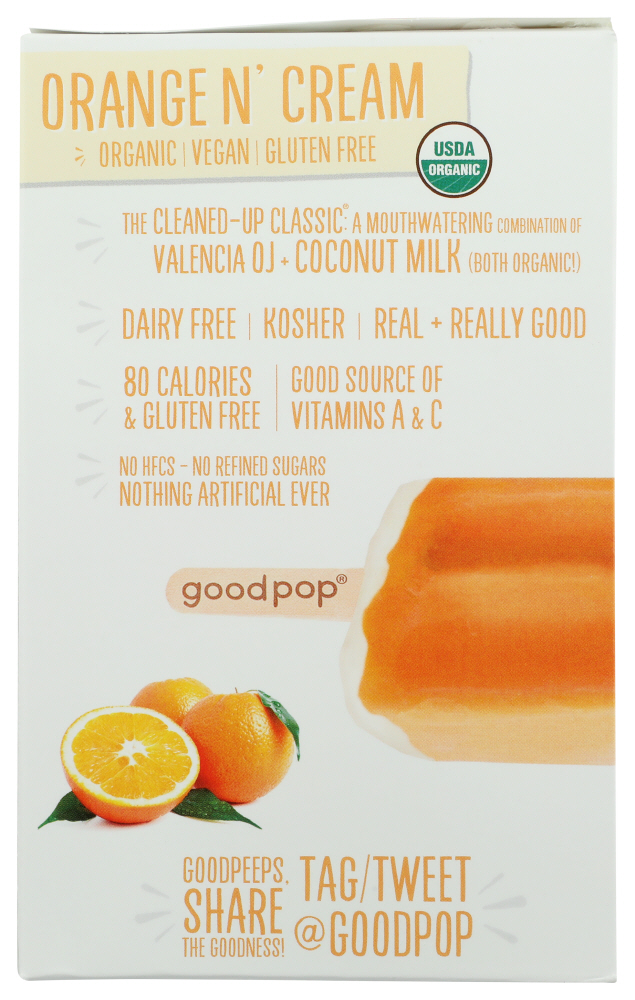 ORANGE N' CREAM
ORGANIC | VEGAN | GLUTEN FREE
USDA
ORGANIC
THE CLEANED-UP CLASSIC®: A MOUTHWATERING COMBINATION OF
VALENCIA OJ + COCONUT MILK (BOTH ORGANIC!)
DAIRY FREE | KOSHER | REAL + REALLY GOOD
80 CALORIES
& GLUTEN FREE
GOOD SOURCE OF
VITAMINS A & C
NO HFCS - NO REFINED SUGARS
NOTHING ARTIFICIAL EVER
goodpop®
GOODPEEPS,
SHARE
THE GOODNESS!
TAG/TWEET
@GOODPOP